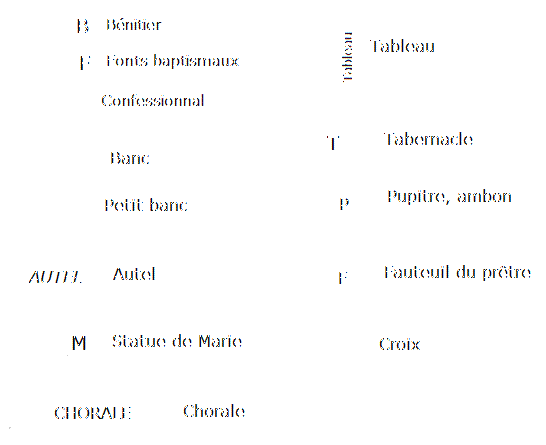 B Bénitier
F Fonts baptismaux
Confessionnal
Banc
Petit banc
AUTEL Autel
M Statue de Marie
CHORALE Chorale
Tableau Tableau
T Tabernacle
P Pupitre, ambon
F Fauteuil du prêtre
Croix